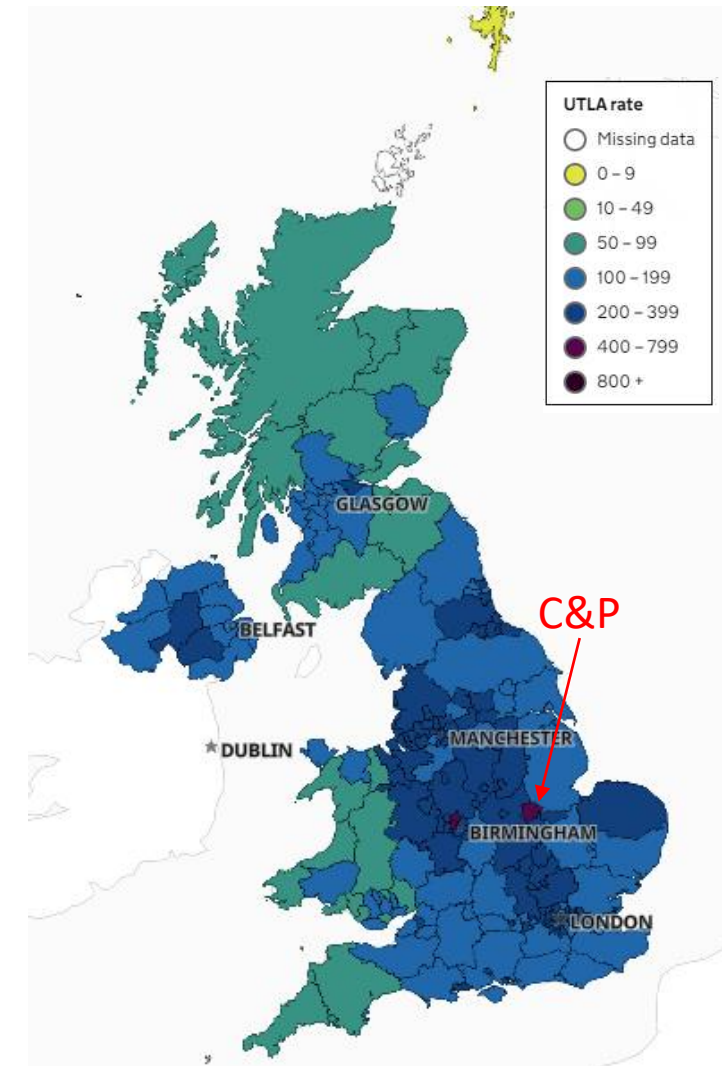 UTLA rate
Missing data
0 – 9
10 – 49
50 – 99
100 – 199
200 – 399
400 – 799
800 +
GLASGOW
C&P
BELFAST
MANCHESTER
DUBLIN
BIRMINGHAM
LONDON